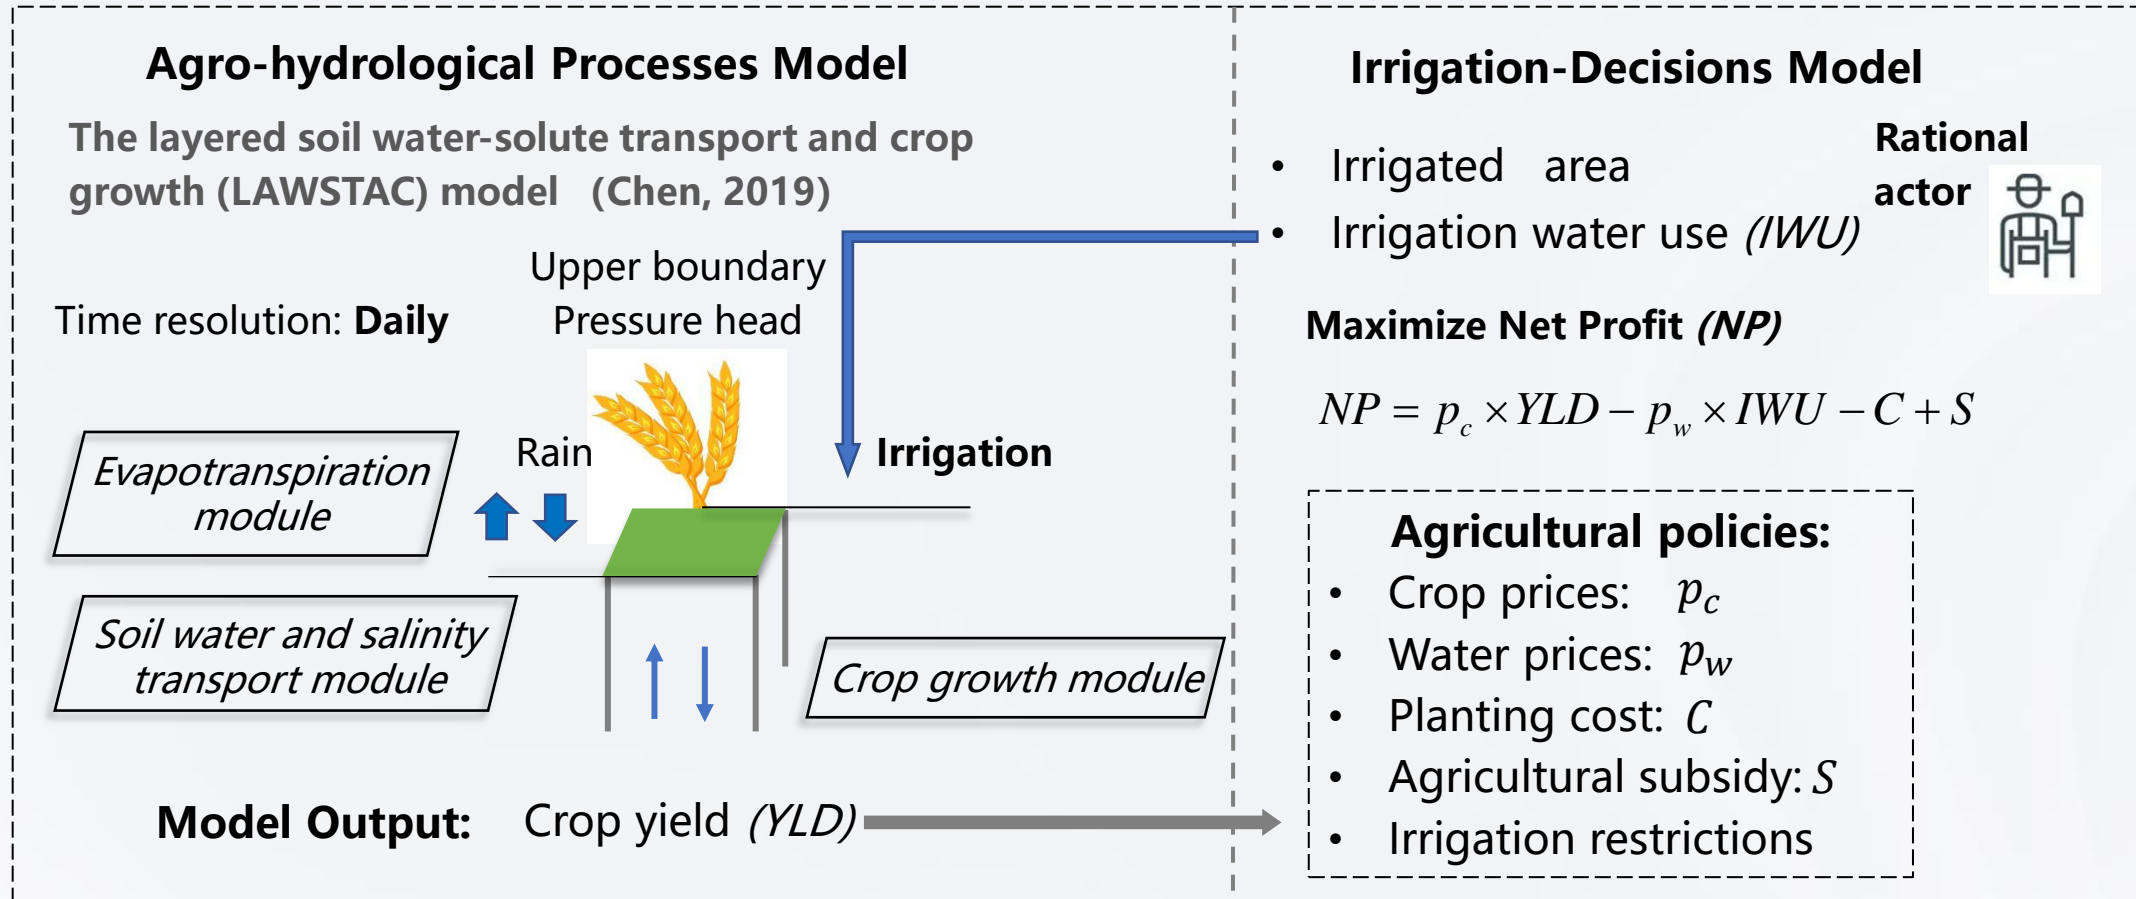 Agro-hydrological Processes Model
The layered soil water-solute transport and crop
growth (LAWSTAC) model (Chen, 2019)
Upper boundary
Time resolution: Daily
Pressure head
Rain
Irrigation
Evapotranspiration
module
Soil water and salinity
transport module
Crop growth module
Model Output: Crop yield (YLD)
Irrigation-Decisions Model
Rational
actor
• Irrigated area
• Irrigation water use (IWU)
Maximize Net Profit (NP)
NP = p_c × YLD − p_w × IWU − C + S
Agricultural policies:
• Crop prices: p_c
• Water prices: p_w
• Planting cost: C
• Agricultural subsidy: S
• Irrigation restrictions